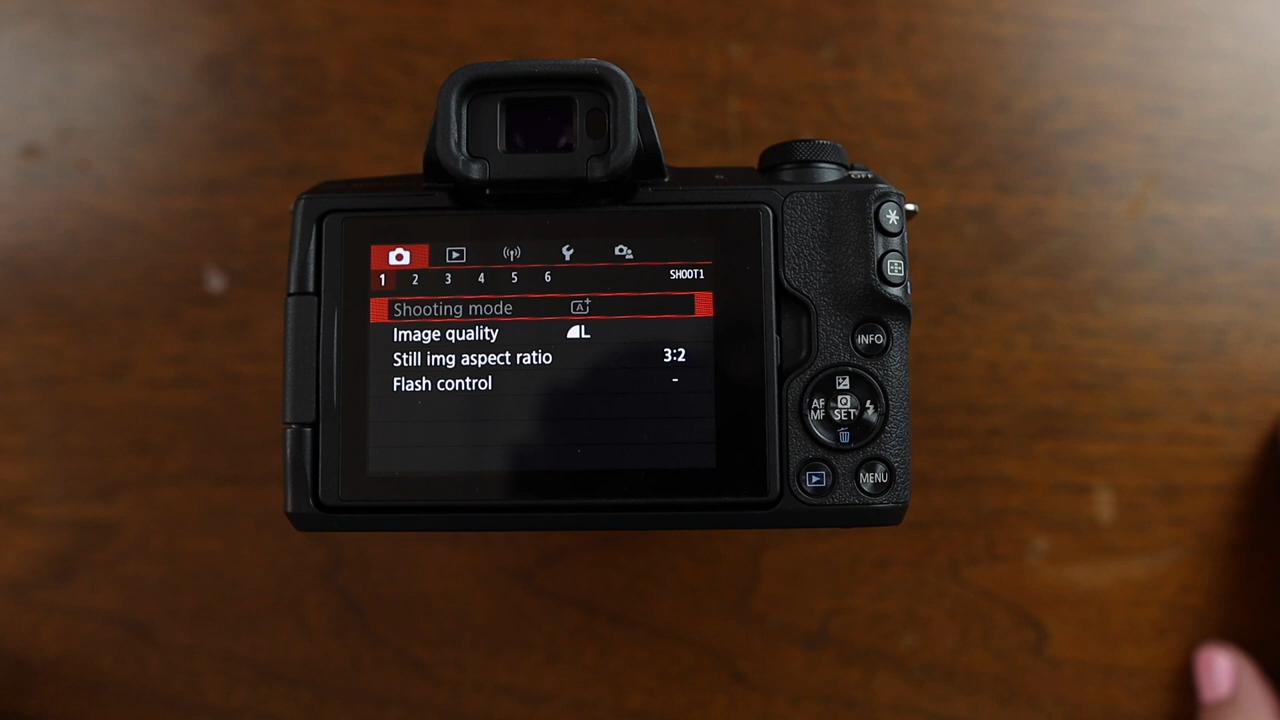 1 2 3 4 5 6 SHOOT1
Shooting mode A+
Image quality L
Still img aspect ratio 3:2
Flash control -
INFO
AF
MF
Q
SET
MENU